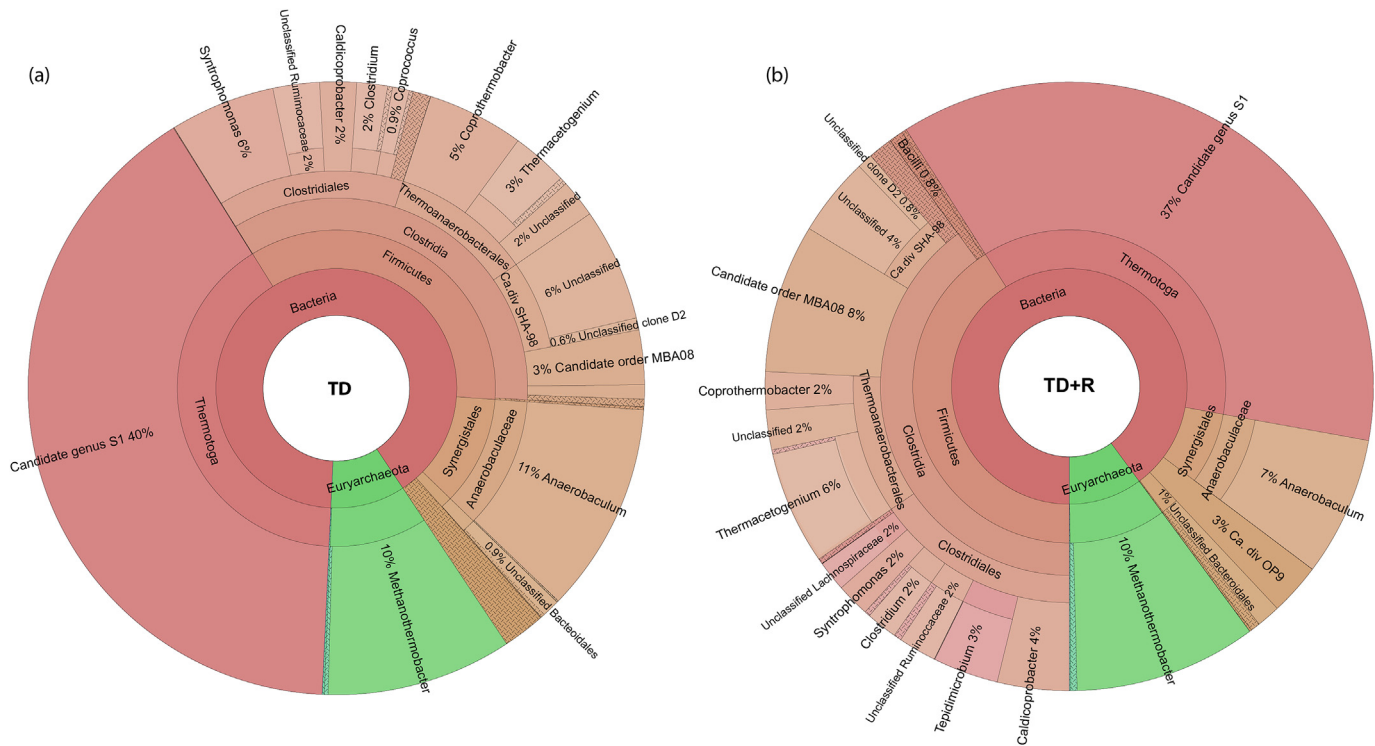 (a)
Syntrophomonas 6%
Unclassified Rumimocaceae 2%
Caldicoprobacter 2%
2% Clostridium
0.9% Coprococcus
5% Coprothermobacter
3% Thermacetogenium
2% Unclassified
6% Unclassified
0.6% Unclassified clone D2
3% Candidate order MBA08
Clostridiales
Thermoanaerobacterales
Ca.div SHA-98
Clostridia
Firmicutes
Bacteria
TD
Thermotoga
Candidate genus S1 40%
Synergistales
Anaerobaculaceae
11% Anaerobaculum
0.9% Unclassified Bacteoidales
Euryarchaeota
10% Methanothermobacter
(b)
Unclassified clone D2 0.8%
Bacilli 0.8%
37% Candidate genus S1
Unclassified 4%
Ca.div SHA-98
Candidate order MBA08 8%
Thermotoga
Bacteria
TD+R
Coprothermobacter 2%
Unclassified 2%
Thermacetogenium 6%
Thermoanaerobacterales
Clostridia
Firmicutes
Clostridiales
Unclassified Lachnospiraceae 2%
Syntrophomonas 2%
Clostridium 2%
Unclassified Ruminoccaceae 2%
Tepidimicrobium 3%
Caldicoprobacter 4%
Synergistales
Anaerobaculaceae
7% Anaerobaculum
3% Ca. div OP9
1% Unclassified Bacteroidales
Euryarchaeota
10% Methanothermobacter